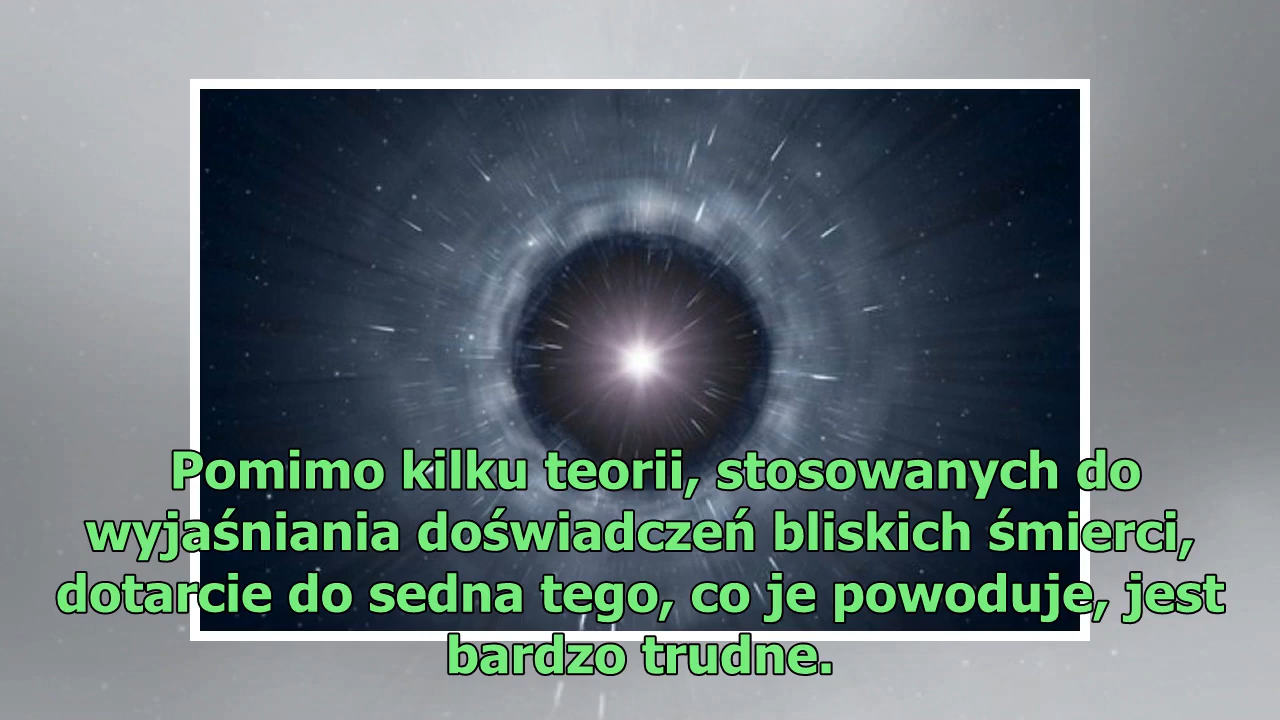 Pomimo kilku teorii, stosowanych do
wyjaśniania doświadczeń bliskich śmierci,
dotarcie do sedna tego, co je powoduje, jest
bardzo trudne.